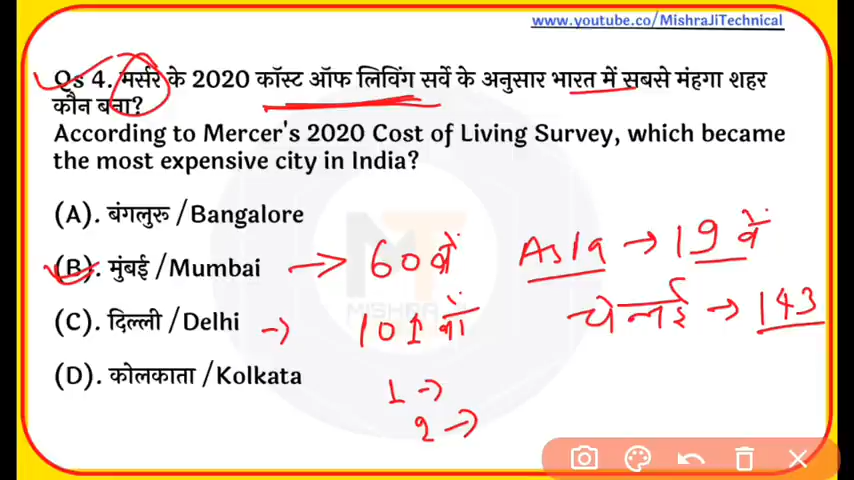 www.youtube.co/MishraJiTechnical
Qs 4. मर्सर के 2020 कॉस्ट ऑफ लिविंग सर्वे के अनुसार भारत में सबसे मंहगा शहर
कौन बना?
According to Mercer's 2020 Cost of Living Survey, which became
the most expensive city in India?
(A). बंगलुरू /Bangalore
(B). मुंबई /Mumbai → 60वें Asia → 19वें
(C). दिल्ली /Delhi → 101वें चेन्नई → 143
(D). कोलकाता /Kolkata
1 →
2 →
MISHRAJI